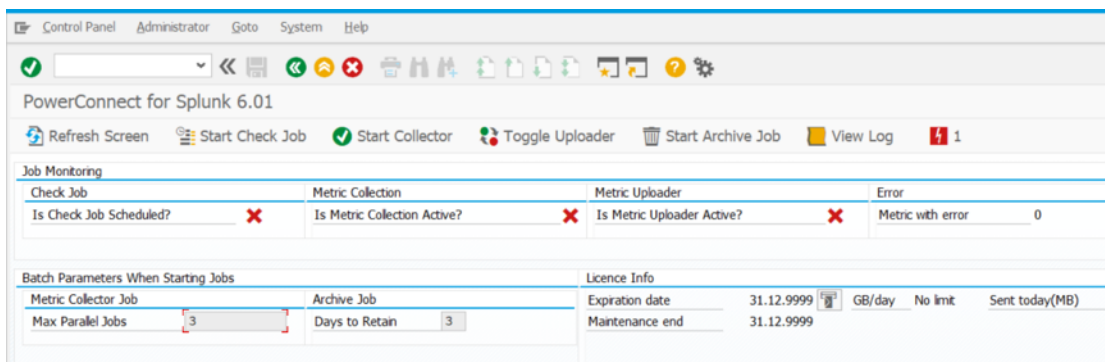 Control Panel Administrator Goto System Help
PowerConnect for Splunk 6.01
Refresh Screen Start Check Job Start Collector Toggle Uploader Start Archive Job View Log 1
Job Monitoring
Check Job Metric Collection Metric Uploader Error
Is Check Job Scheduled? Is Metric Collection Active? Is Metric Uploader Active? Metric with error 0
Batch Parameters When Starting Jobs Licence Info
Metric Collector Job Archive Job Expiration date 31.12.9999 GB/day No limit Sent today(MB)
Max Parallel Jobs 3 Days to Retain 3 Maintenance end 31.12.9999